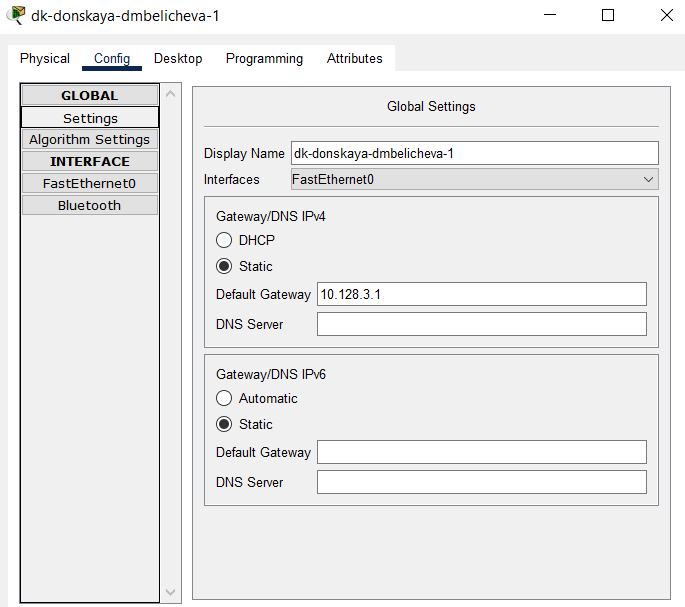 dk-donskaya-dmbelicheva-1
Physical Config Desktop Programming Attributes
GLOBAL
Settings
Algorithm Settings
INTERFACE
FastEthernet0
Bluetooth
Global Settings
Display Name dk-donskaya-dmbelicheva-1
Interfaces FastEthernet0
Gateway/DNS IPv4
DHCP
Static
Default Gateway 10.128.3.1
DNS Server
Gateway/DNS IPv6
Automatic
Static
Default Gateway
DNS Server